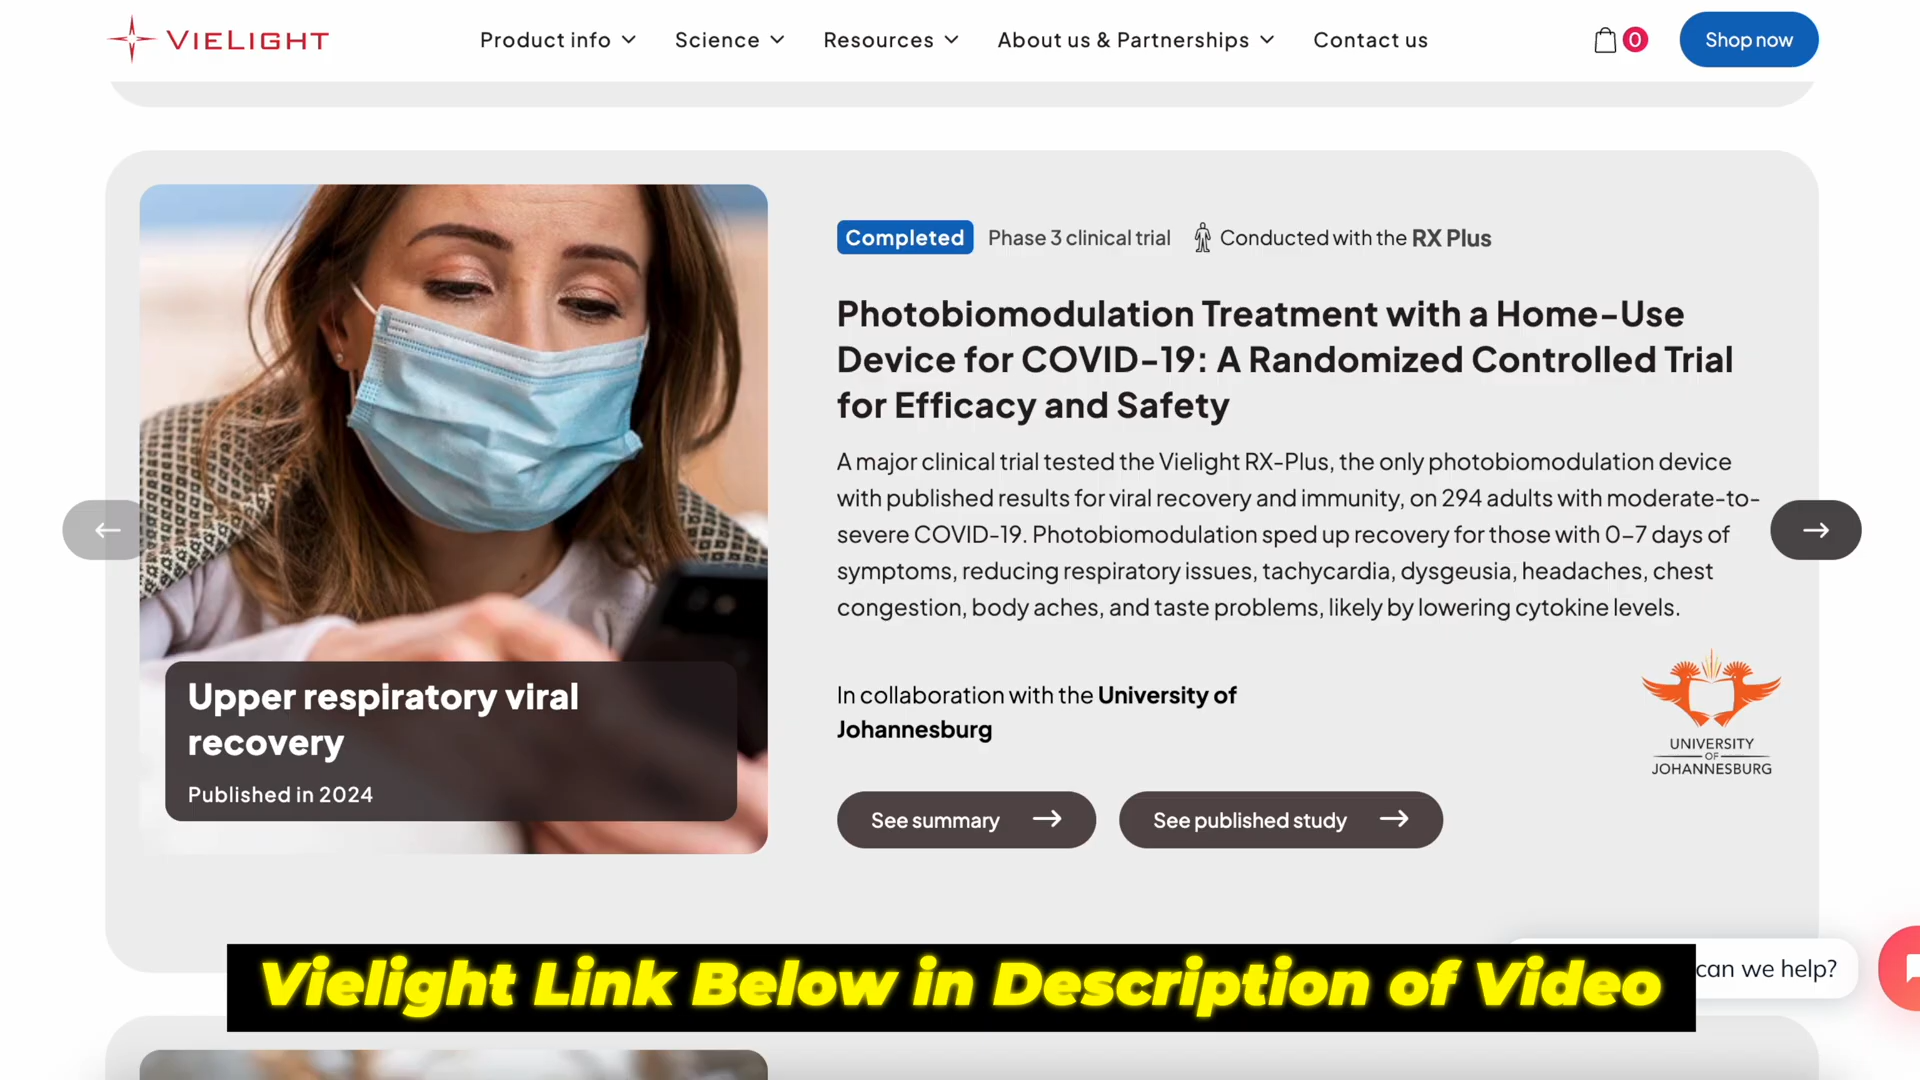 VIELIGHT
Product info
Science
Resources
About us & Partnerships
Contact us
0
Shop now
Completed
Phase 3 clinical trial
Conducted with the RX Plus
Photobiomodulation Treatment with a Home-Use
Device for COVID-19: A Randomized Controlled Trial
for Efficacy and Safety
A major clinical trial tested the Vielight RX-Plus, the only photobiomodulation device
with published results for viral recovery and immunity, on 294 adults with moderate-to-
severe COVID-19. Photobiomodulation sped up recovery for those with 0–7 days of
symptoms, reducing respiratory issues, tachycardia, dysgeusia, headaches, chest
congestion, body aches, and taste problems, likely by lowering cytokine levels.
Upper respiratory viral
recovery
Published in 2024
In collaboration with the University of
Johannesburg
UNIVERSITY
OF
JOHANNESBURG
See summary
See published study
can we help?
Vielight Link Below in Description of Video